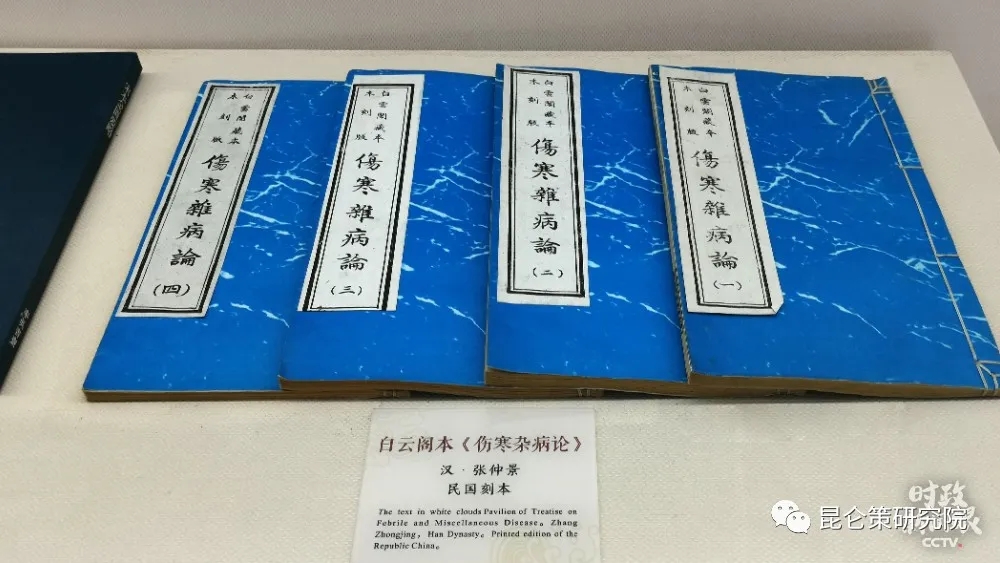 白雲閣藏本
木刻版
傷寒雜病論
(一)
白雲閣藏本
木刻版
傷寒雜病論
(二)
白雲閣藏本
木刻版
傷寒雜病論
(三)
白雲閣藏本
木刻版
傷寒雜病論
(四)
白云阁本《伤寒杂病论》
汉·张仲景
民国刻本
The text in white clouds Pavilion of Treatise on
Febrile and Miscellaneous Disease。Zhang
Zhongjing, Han Dynasty。Printed edition of the
Republic China。
时政
CCTV
昆仑策研究院